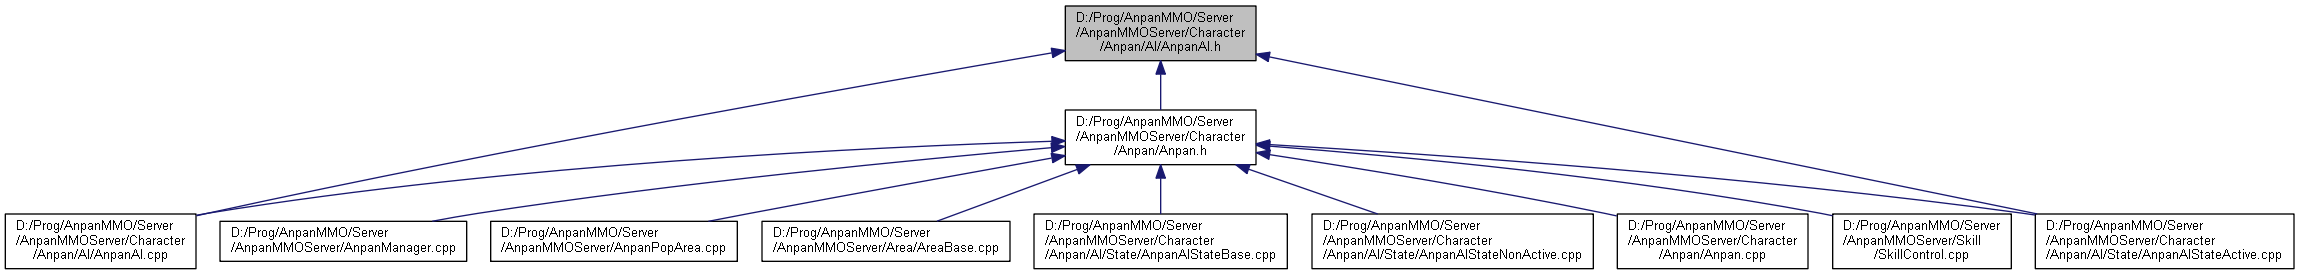 D:/Prog/AnpanMMO/Server
/AnpanMMOServer/Character
/Anpan/AI/AnpanAI.h
D:/Prog/AnpanMMO/Server
/AnpanMMOServer/Character
/Anpan/Anpan.h
D:/Prog/AnpanMMO/Server
/AnpanMMOServer/Character
/Anpan/AI/AnpanAI.cpp
D:/Prog/AnpanMMO/Server
/AnpanMMOServer/AnpanManager.cpp
D:/Prog/AnpanMMO/Server
/AnpanMMOServer/AnpanPopArea.cpp
D:/Prog/AnpanMMO/Server
/AnpanMMOServer/Area/AreaBase.cpp
D:/Prog/AnpanMMO/Server
/AnpanMMOServer/Character
/Anpan/AI/State/AnpanAIStateBase.cpp
D:/Prog/AnpanMMO/Server
/AnpanMMOServer/Character
/Anpan/AI/State/AnpanAIStateNonActive.cpp
D:/Prog/AnpanMMO/Server
/AnpanMMOServer/Character
/Anpan/Anpan.cpp
D:/Prog/AnpanMMO/Server
/AnpanMMOServer/Skill
/SkillControl.cpp
D:/Prog/AnpanMMO/Server
/AnpanMMOServer/Character
/Anpan/AI/State/AnpanAIStateActive.cpp